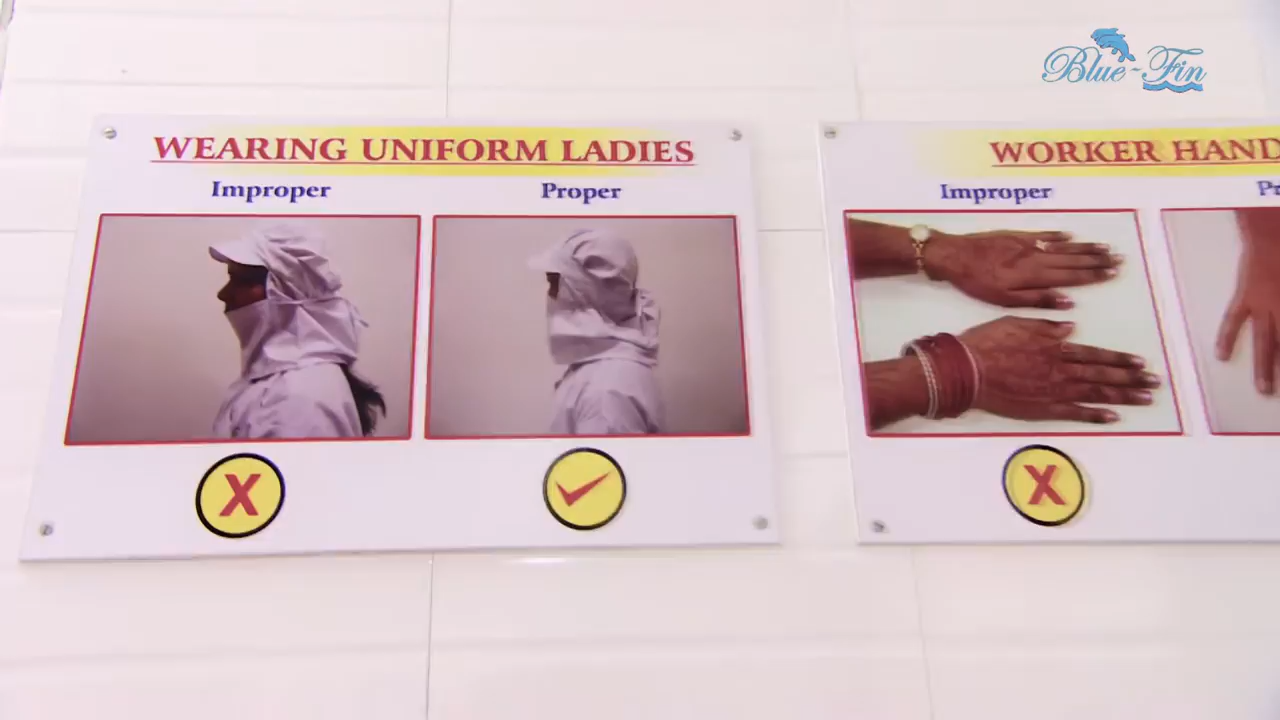 Blue-Fin
WEARING UNIFORM LADIES
Improper
Proper
X
WORKER HAND
Improper
X